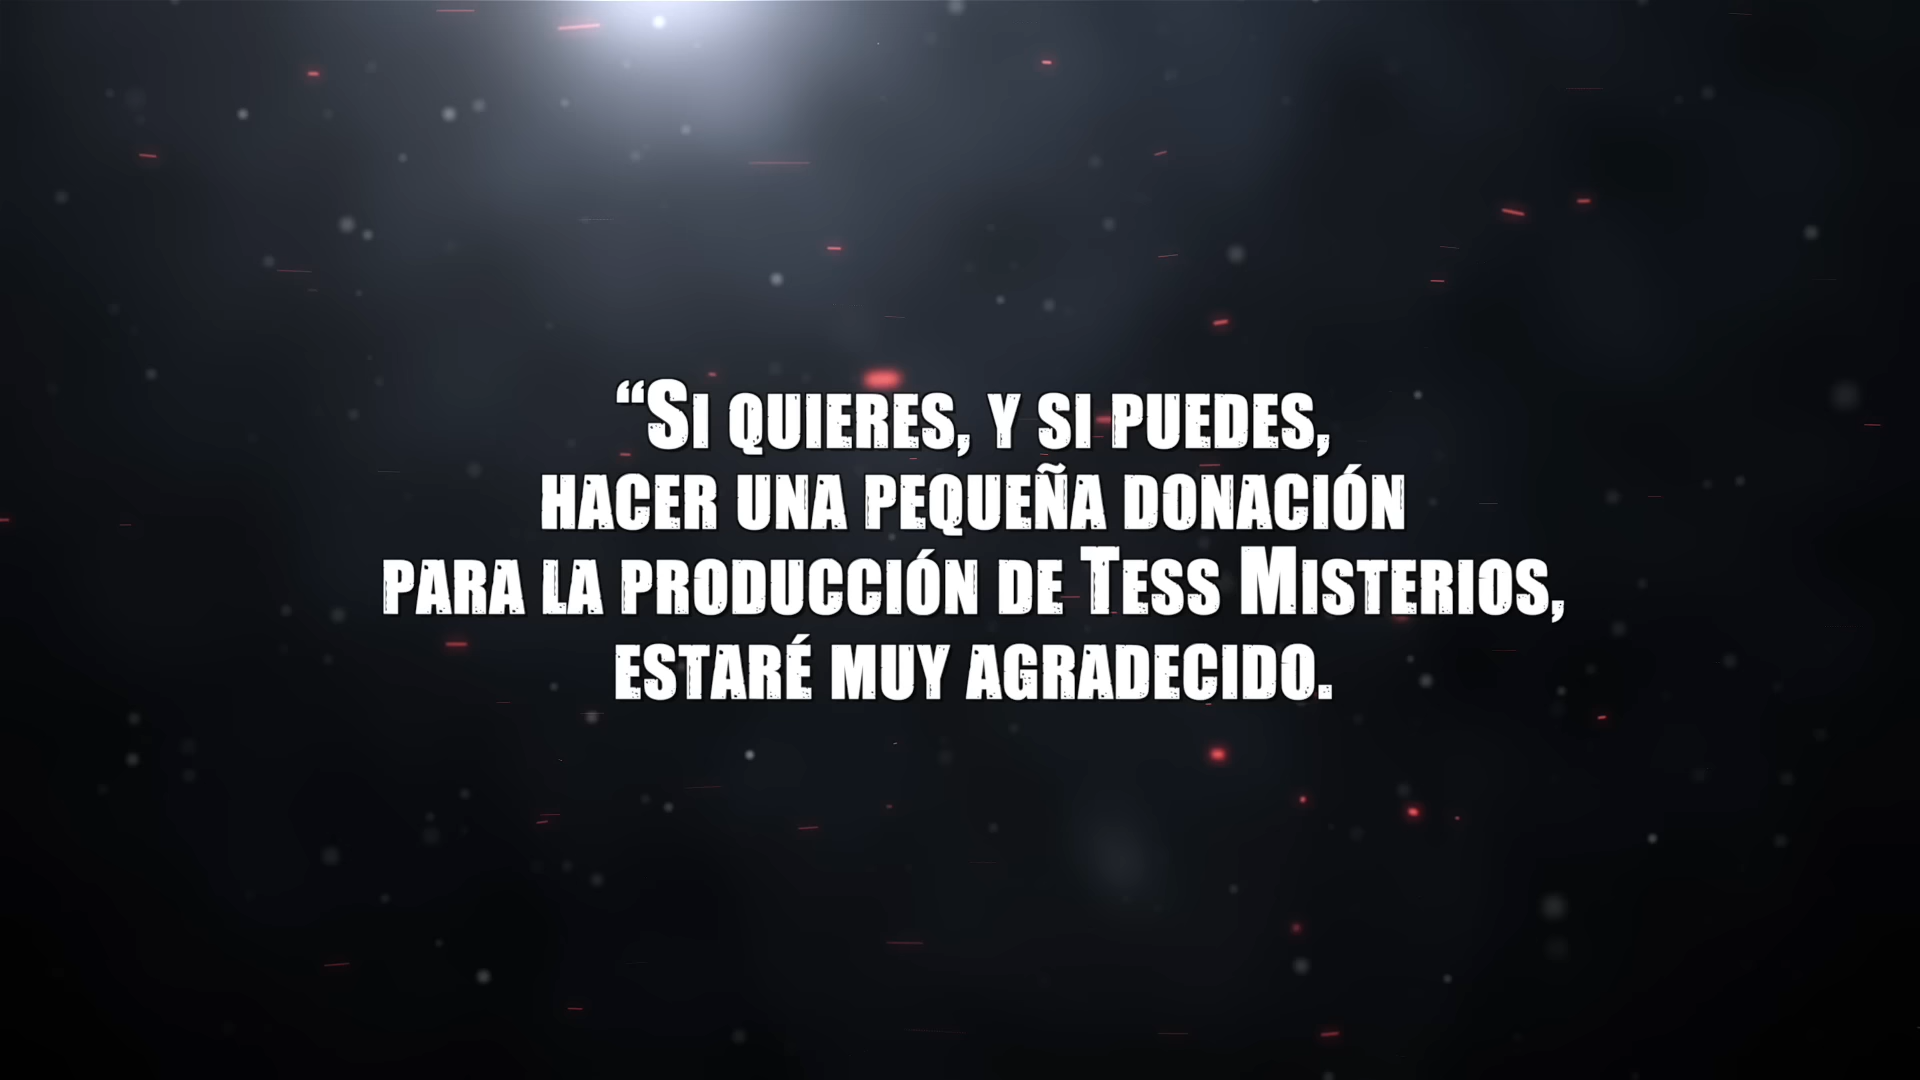 “Si quieres, y si puedes,
hacer una pequeña donación
para la producción de Tess Misterios,
estaré muy agradecido.